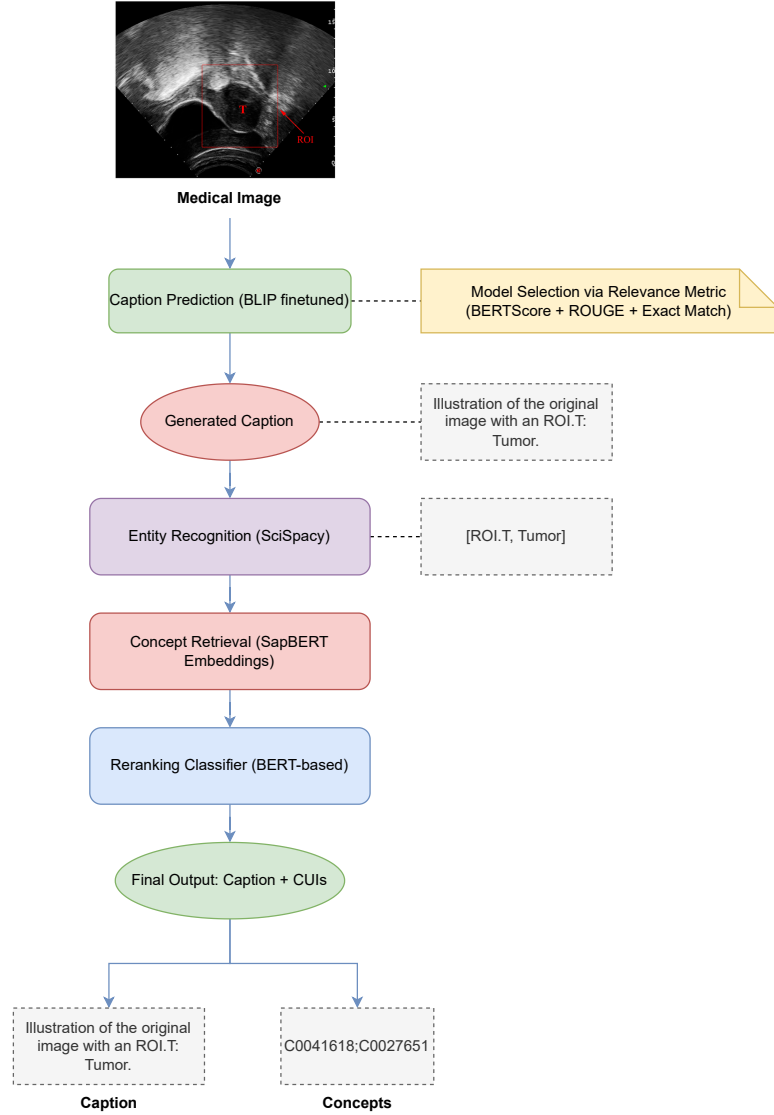 T
ROI
Medical Image
Caption Prediction (BLIP finetuned)
Model Selection via Relevance Metric
(BERTScore + ROUGE + Exact Match)
Generated Caption
Illustration of the original
image with an ROI.T:
Tumor.
Entity Recognition (SciSpacy)
[ROI.T, Tumor]
Concept Retrieval (SapBERT
Embeddings)
Reranking Classifier (BERT-based)
Final Output: Caption + CUIs
Illustration of the original
image with an ROI.T:
Tumor.
C0041618;C0027651
Caption
Concepts